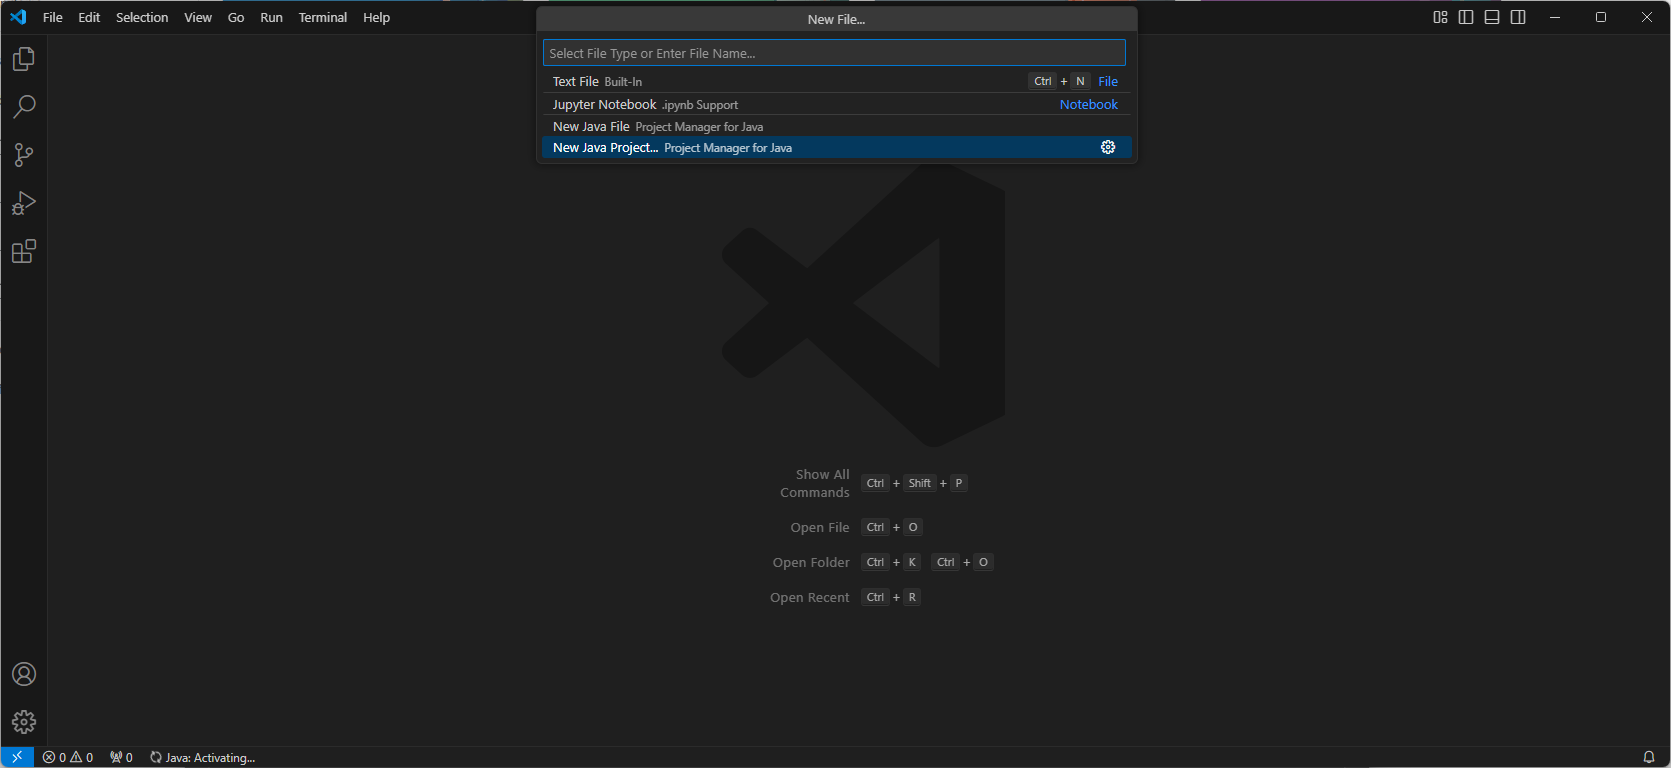 File Edit Selection View Go Run Terminal Help
New File...
Select File Type or Enter File Name...
Text File Built-In Ctrl + N File
Jupyter Notebook .ipynb Support Notebook
New Java File Project Manager for Java
New Java Project... Project Manager for Java
Show All Commands Ctrl + Shift + P
Open File Ctrl + O
Open Folder Ctrl + K Ctrl + O
Open Recent Ctrl + R
0 0 0 Java: Activating...